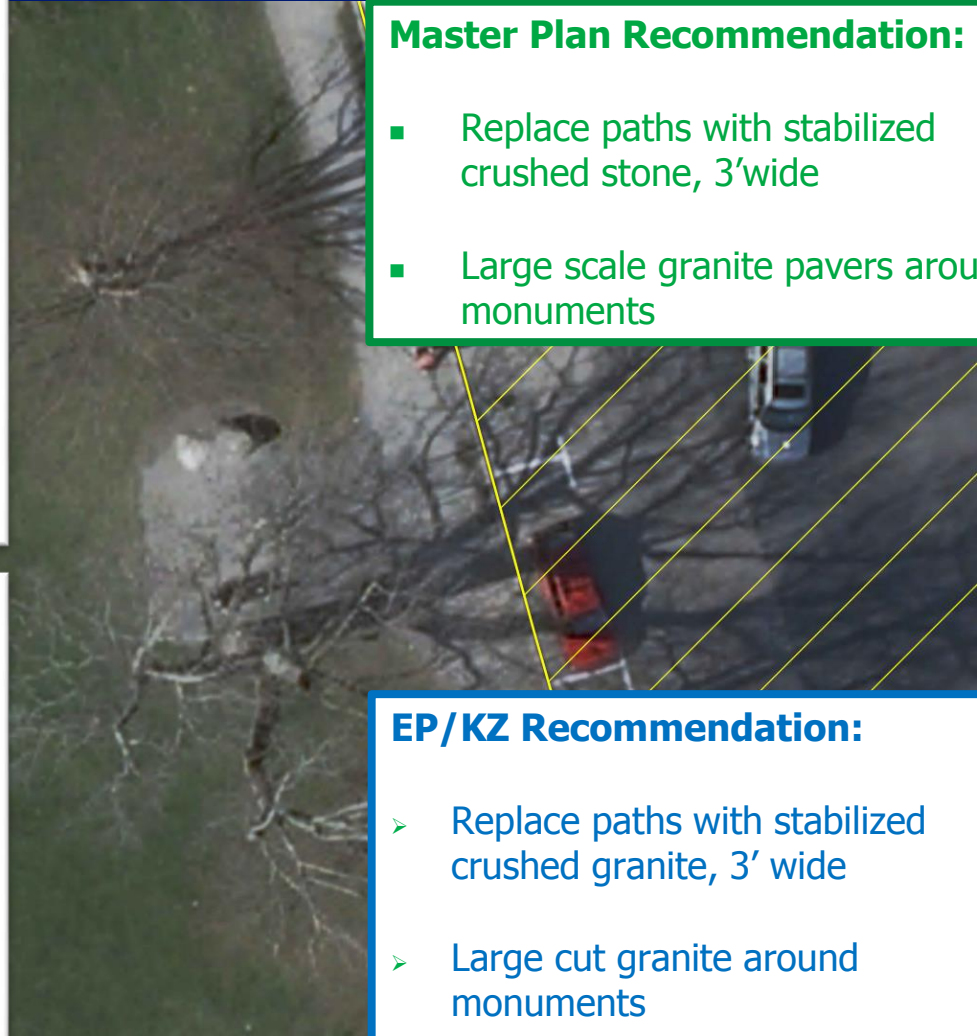 Master Plan Recommendation:
▪ Replace paths with stabilized
crushed stone, 3’wide
▪ Large scale granite pavers arou
monuments
EP/KZ Recommendation:
➢ Replace paths with stabilized
crushed granite, 3’ wide
➢ Large cut granite around
monuments